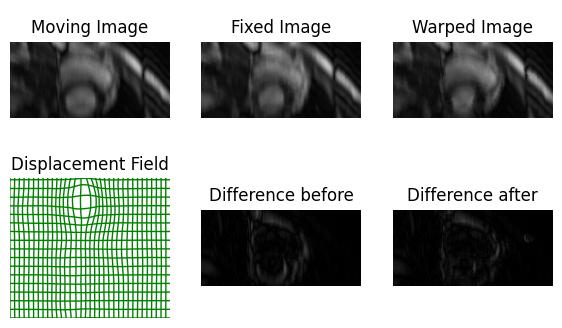 Moving Image
Fixed Image
Warped Image
Displacement Field
Difference before
Difference after